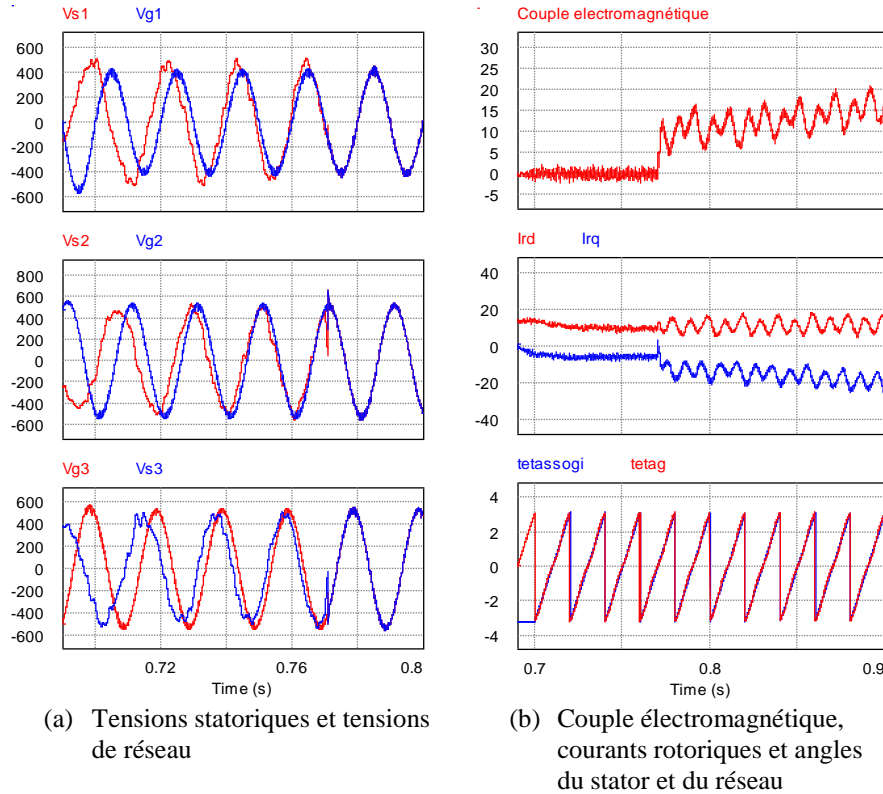 Vs1 Vg1
600
400
200
0
-200
-400
-600
Vs2 Vg2
800
600
400
200
0
-200
-400
-600
Vg3 Vs3
600
400
200
0
-200
-400
-600
0.72 0.76 0.8
Time (s)
(a) Tensions statoriques et tensions
de réseau
Couple electromagnétique
30
25
20
15
10
5
0
-5
Ird Irq
40
20
0
-20
-40
tetassogi tetag
4
2
0
-2
-4
0.7 0.8 0.9
Time (s)
(b) Couple électromagnétique,
courants rotoriques et angles
du stator et du réseau